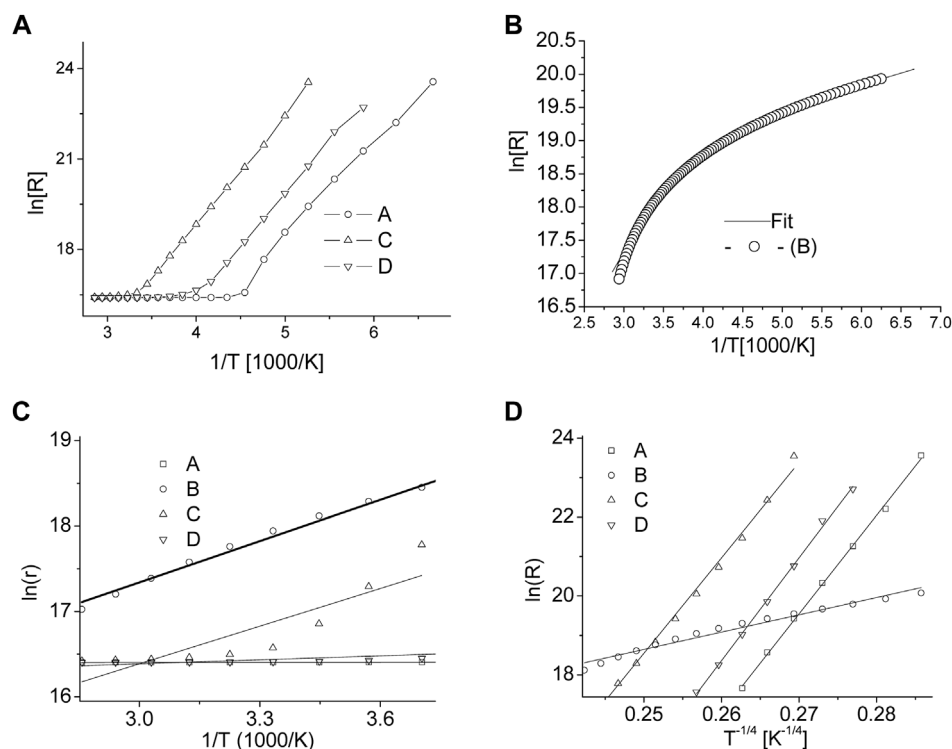 A
24
21
18
ln[R]
A
C
D
3
4
5
6
1/T [1000/K]
B
20.5
20.0
19.5
19.0
18.5
18.0
17.5
17.0
16.5
ln[R]
Fit
- -(B)
2.5
3.0
3.5
4.0
4.5
5.0
5.5
6.0
6.5
7.0
1/T[1000/K]
C
19
18
17
16
ln(r)
A
B
C
D
3.0
3.3
3.6
1/T (1000/K)
D
24
22
20
18
ln(R)
A
B
C
D
0.25
0.26
0.27
0.28
T-1/4 [K-1/4]